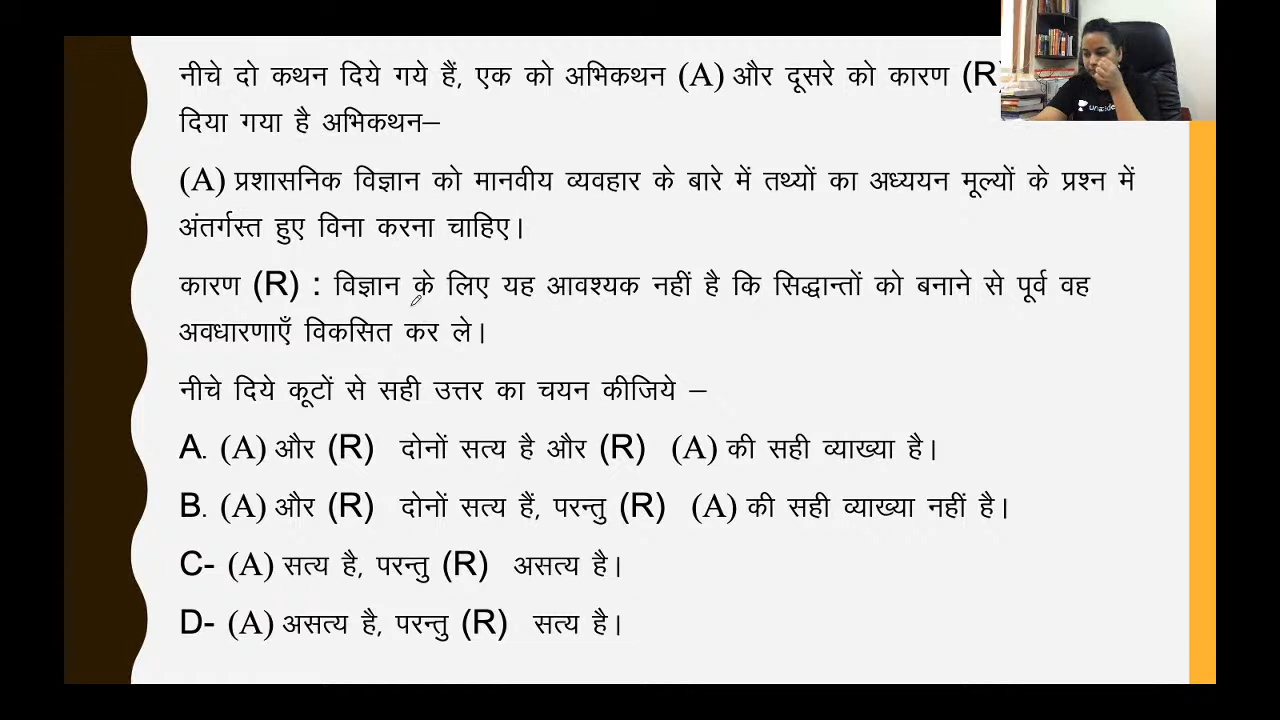 नीचे दो कथन दिये गये हैं, एक को अभिकथन (A) और दूसरे को कारण (R)
दिया गया है अभिकथन–
(A) प्रशासनिक विज्ञान को मानवीय व्यवहार के बारे में तथ्यों का अध्ययन मूल्यों के प्रश्न में
अंतर्गस्त हुए विना करना चाहिए।
कारण (R) : विज्ञान के लिए यह आवश्यक नहीं है कि सिद्धान्तों को बनाने से पूर्व वह
अवधारणाएँ विकसित कर ले।
नीचे दिये कूटों से सही उत्तर का चयन कीजिये –
A. (A) और (R) दोनों सत्य है और (R) (A) की सही व्याख्या है।
B. (A) और (R) दोनों सत्य हैं, परन्तु (R) (A) की सही व्याख्या नहीं है।
C- (A) सत्य है, परन्तु (R) असत्य है।
D- (A) असत्य है, परन्तु (R) सत्य है।